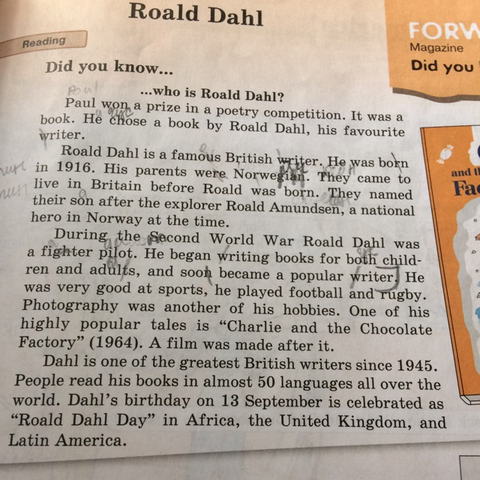 Roald Dahl
Reading
FORW
Magazine
Did you
Did you know...
...who is Roald Dahl?
Paul won a prize in a poetry competition. It was a
book. He chose a book by Roald Dahl, his favourite
writer.
Roald Dahl is a famous British writer. He was born
in 1916. His parents were Norwegian. They came to
live in Britain before Roald was born. They named
their son after the explorer Roald Amundsen, a national
hero in Norway at the time.
During the Second World War Roald Dahl was
a fighter pilot. He began writing books for both child-
ren and adults, and soon became a popular writer. He
was very good at sports, he played football and rugby.
Photography was another of his hobbies. One of his
highly popular tales is “Charlie and the Chocolate
Factory” (1964). A film was made after it.
Dahl is one of the greatest British writers since 1945.
People read his books in almost 50 languages all over the
world. Dahl’s birthday on 13 September is celebrated as
“Roald Dahl Day” in Africa, the United Kingdom, and
Latin America.
and th
Fac